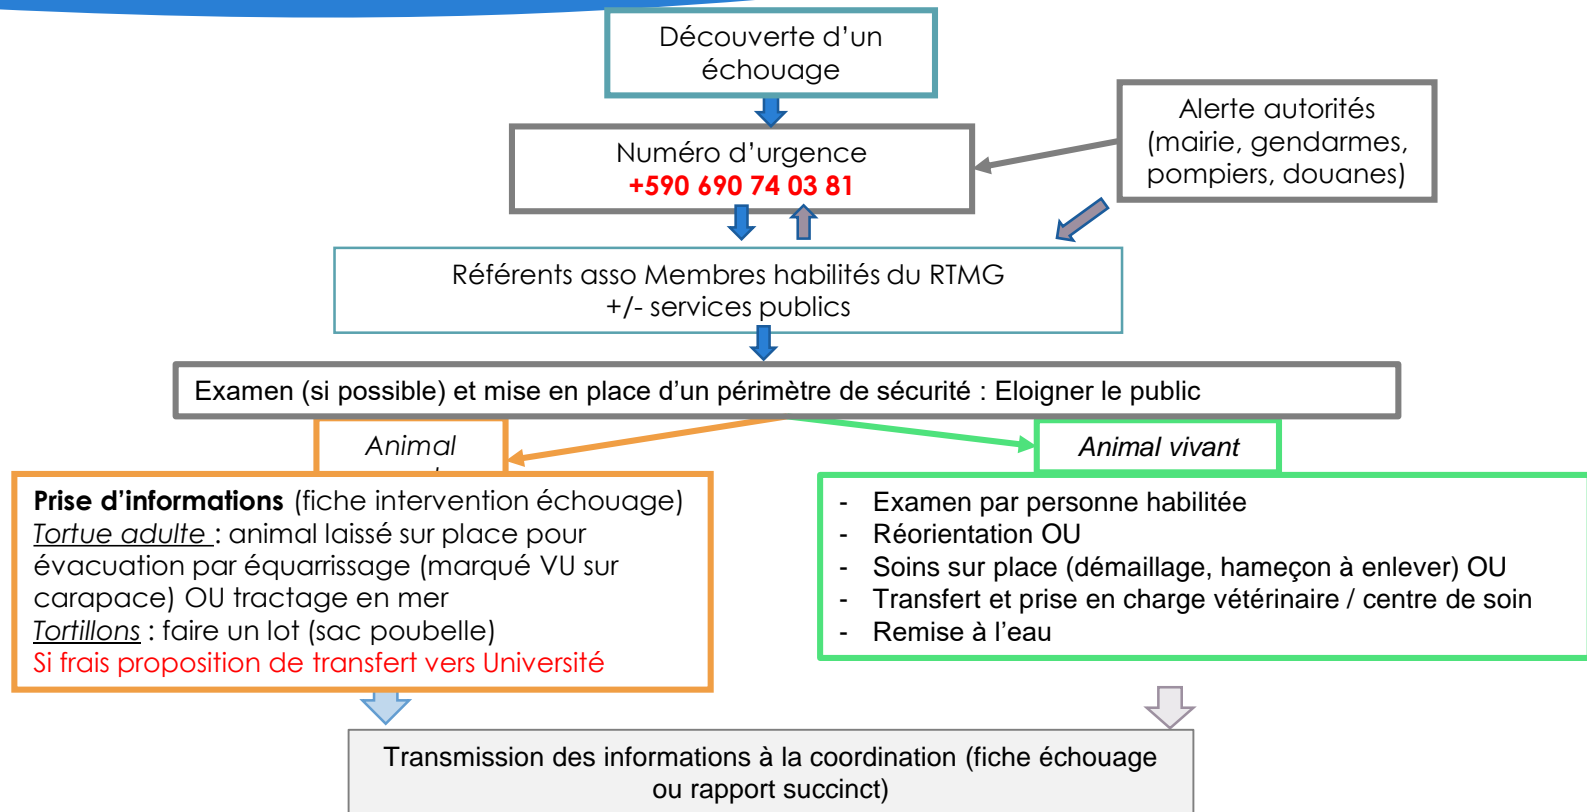 Découverte d’un
échouage
Alerte autorités
(mairie, gendarmes,
pompiers, douanes)
Numéro d’urgence
+590 690 74 03 81
Référents asso Membres habilités du RTMG
+/- services publics
Examen (si possible) et mise en place d’un périmètre de sécurité : Eloigner le public
Animal
Animal vivant
Prise d’informations (fiche intervention échouage)
Tortue adulte : animal laissé sur place pour
évacuation par équarrissage (marqué VU sur
carapace) OU tractage en mer
Tortillons : faire un lot (sac poubelle)
Si frais proposition de transfert vers Université
- Examen par personne habilitée
- Réorientation OU
- Soins sur place (démaillage, hameçon à enlever) OU
- Transfert et prise en charge vétérinaire / centre de soin
- Remise à l’eau
Transmission des informations à la coordination (fiche échouage
ou rapport succinct)